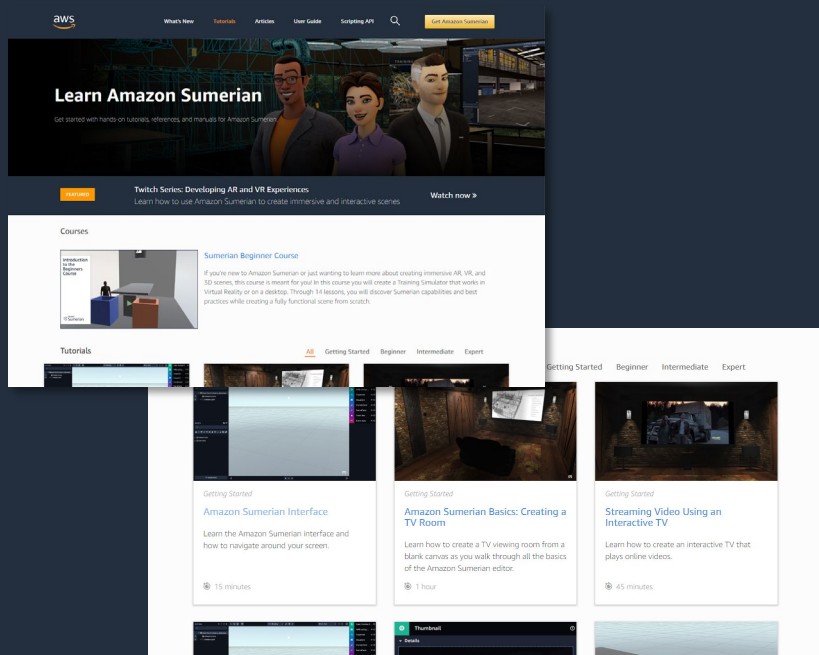 aws
What's New
Tutorials
Articles
User Guide
Scripting API
Get Amazon Sumerian
Learn Amazon Sumerian
Get started with hands-on tutorials, references, and manuals for Amazon Sumerian.
FEATURED
Twitch Series: Developing AR and VR Experiences
Learn how to use Amazon Sumerian to create immersive and interactive scenes
Watch now »
Courses
Introduction
to the
Beginners
Course
Sumerian
Sumerian Beginner Course
If you're new to Amazon Sumerian or just wanting to learn more about creating immersive AR, VR, and
3D scenes, this course is meant for you! In this course you will create a Training Simulator that works in
Virtual Reality or on a desktop. Through 14 lessons, you will discover Sumerian capabilities and best
practices while creating a fully functional scene from scratch.
Tutorials
All
Getting Started
Beginner
Intermediate
Expert
Getting Started
Beginner
Intermediate
Expert
Getting Started
Amazon Sumerian Interface
Learn the Amazon Sumerian interface and
how to navigate around your screen.
15 minutes
Getting Started
Amazon Sumerian Basics: Creating a
TV Room
Learn how to create a TV viewing room from a
blank canvas as you walk through all the basics
of the Amazon Sumerian editor.
1 hour
Getting Started
Streaming Video Using an
Interactive TV
Learn how to create an interactive TV that
plays online videos.
45 minutes
Thumbnail
Details